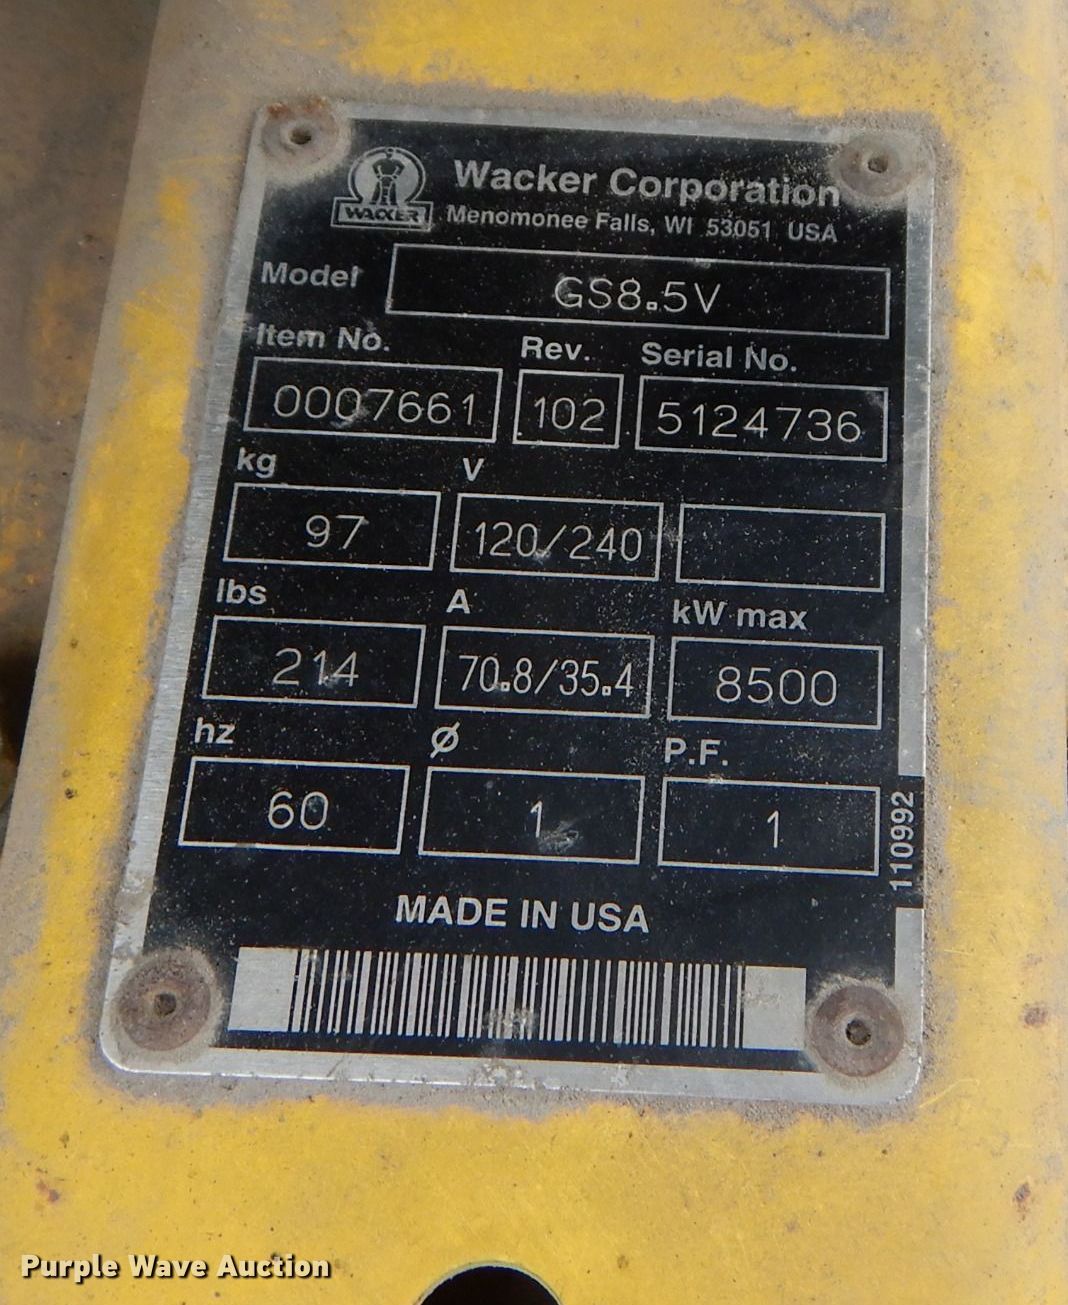 WACKER
Wacker Corporation
Menomonee Falls, WI 53051 USA
Model GS8.5V
Item No. Rev. Serial No.
0007661 102 5124736
kg V
97 120/240
lbs A kW max
214 70.8/35.4 8500
hz Ø P.F.
60 1 1
110992
MADE IN USA
Purple Wave Auction